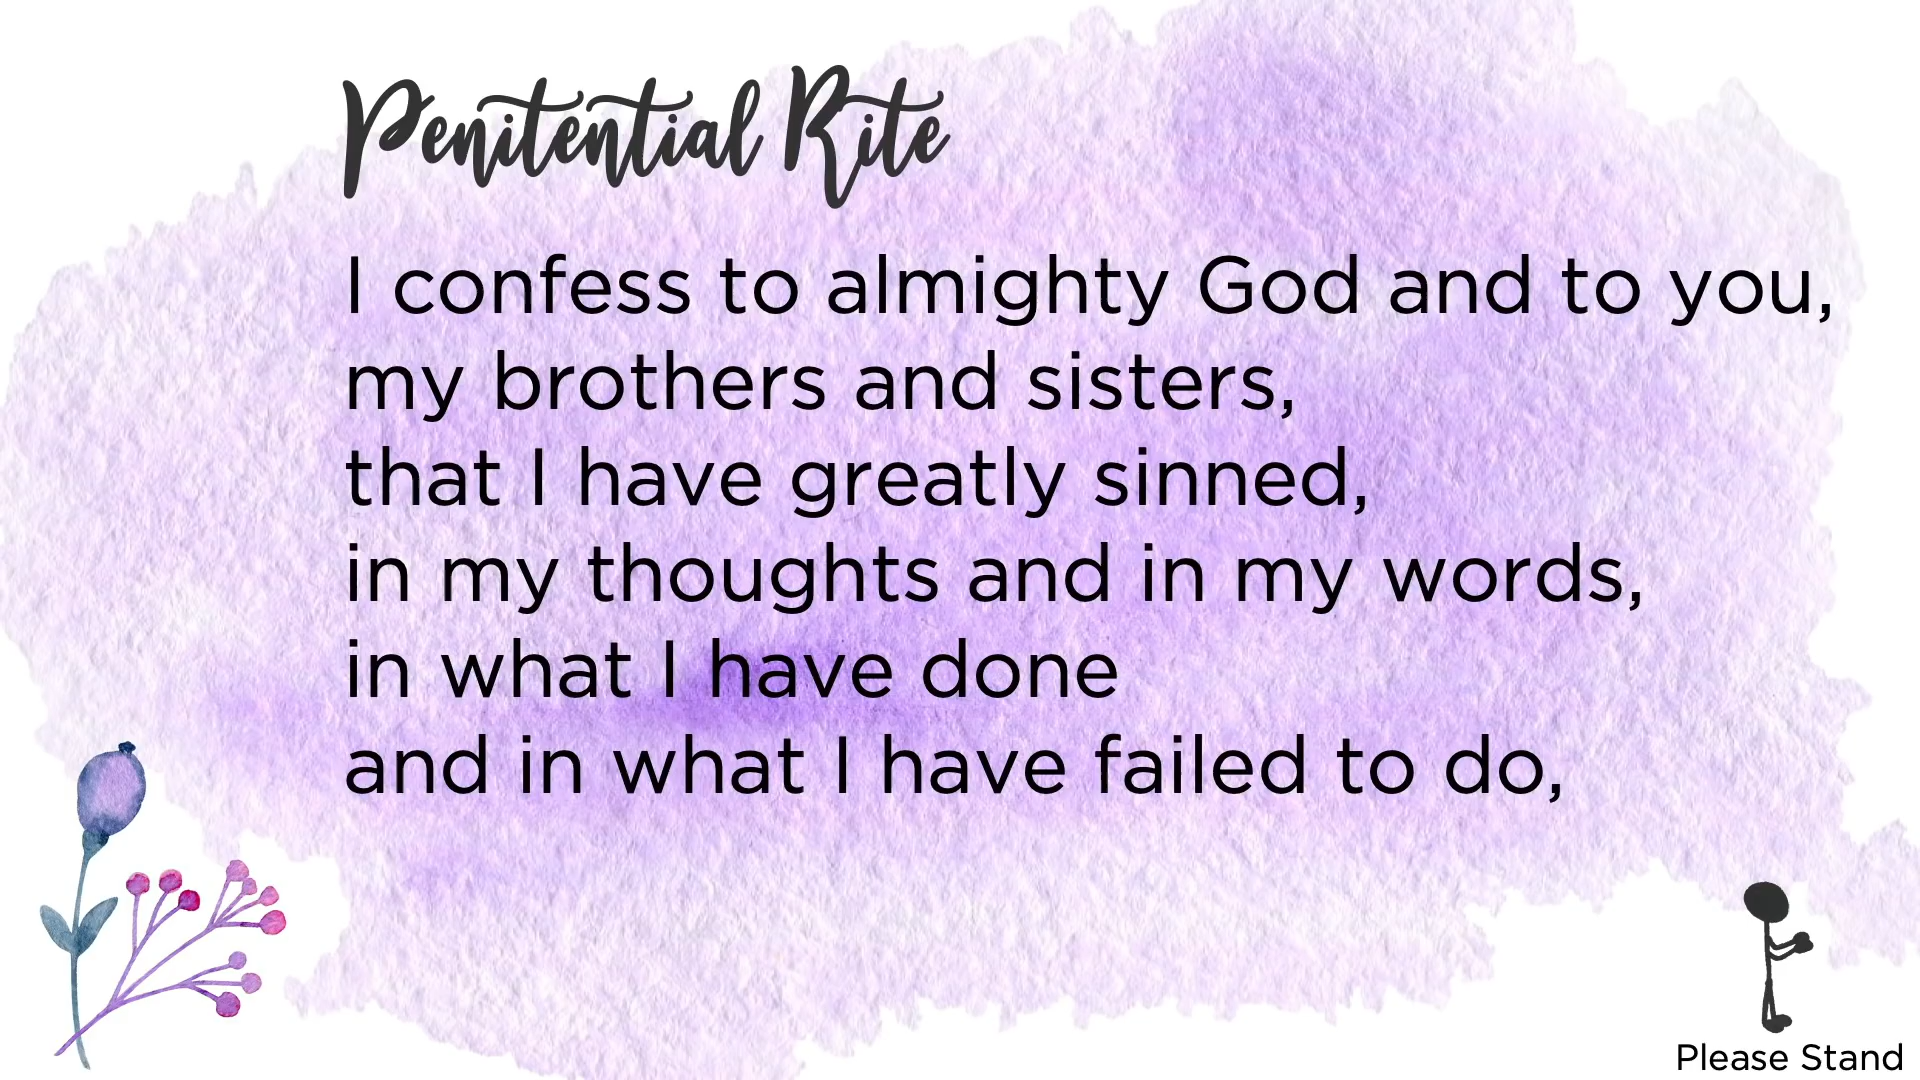 Penitential Rite
I confess to almighty God and to you,
my brothers and sisters,
that I have greatly sinned,
in my thoughts and in my words,
in what I have done
and in what I have failed to do,
Please Stand